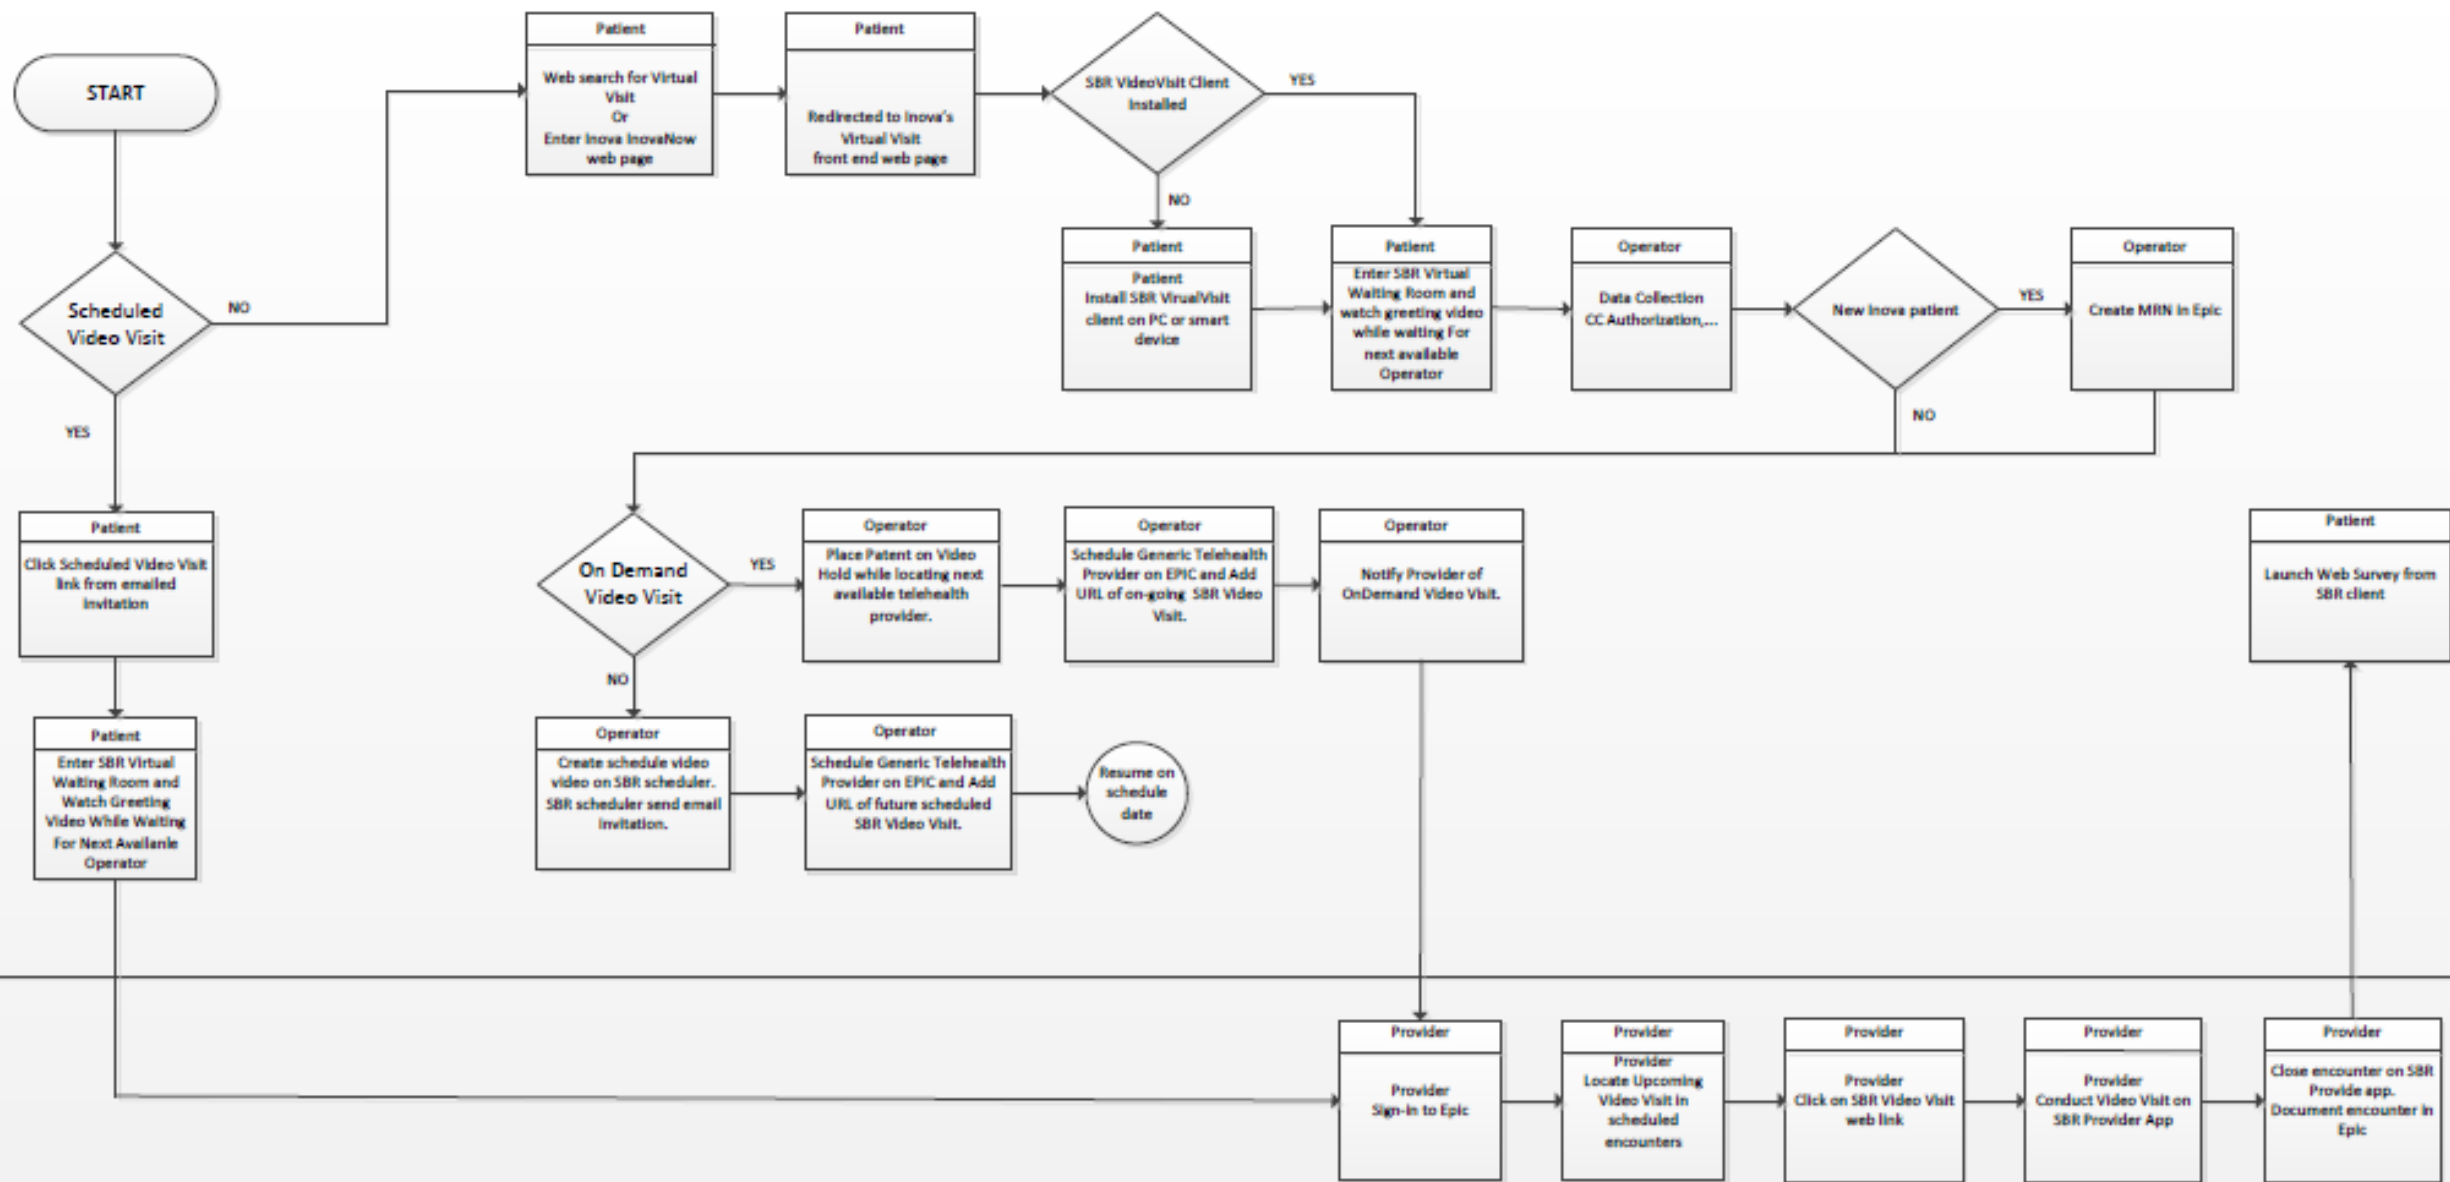 START
Scheduled
Video Visit
NO
YES
Patient
Click Scheduled Video Visit
link from emailed
Invitation
Patient
Enter SBR Virtual
Waiting Room and
Watch Greeting
Video While Waiting
For Next Availanle
Operator
Patient
Web search for Virtual
Visit
Or
Enter Inova InovaNow
web page
Patient
Redirected to Inova's
Virtual Visit
front end web page
SBR VideoVisit Client
Installed
YES
NO
Patient
Patient
Install SBR VirualVisit
client on PC or smart
device
Patient
Enter SBR Virtual
Waiting Room and
watch greeting video
while waiting For
next available
Operator
Operator
Data Collection
CC Authorization,...
New Inova patient
YES
NO
Operator
Create MRN in Epic
On Demand
Video Visit
YES
NO
Operator
Place Patent on Video
Hold while locating next
available telehealth
provider.
Operator
Schedule Generic Telehealth
Provider on EPIC and Add
URL of on-going SBR Video
Visit.
Operator
Notify Provider of
OnDemand Video Visit.
Operator
Create schedule video
video on SBR scheduler.
SBR scheduler send email
invitation.
Operator
Schedule Generic Telehealth
Provider on EPIC and Add
URL of future scheduled
SBR Video Visit.
Resume on
schedule
date
Patient
Launch Web Survey from
SBR client
Provider
Provider
Sign-in to Epic
Provider
Provider
Locate Upcoming
Video Visit in
scheduled
encounters
Provider
Provider
Click on SBR Video Visit
web link
Provider
Provider
Conduct Video Visit on
SBR Provider App
Provider
Close encounter on SBR
Provide app.
Document encounter in
Epic